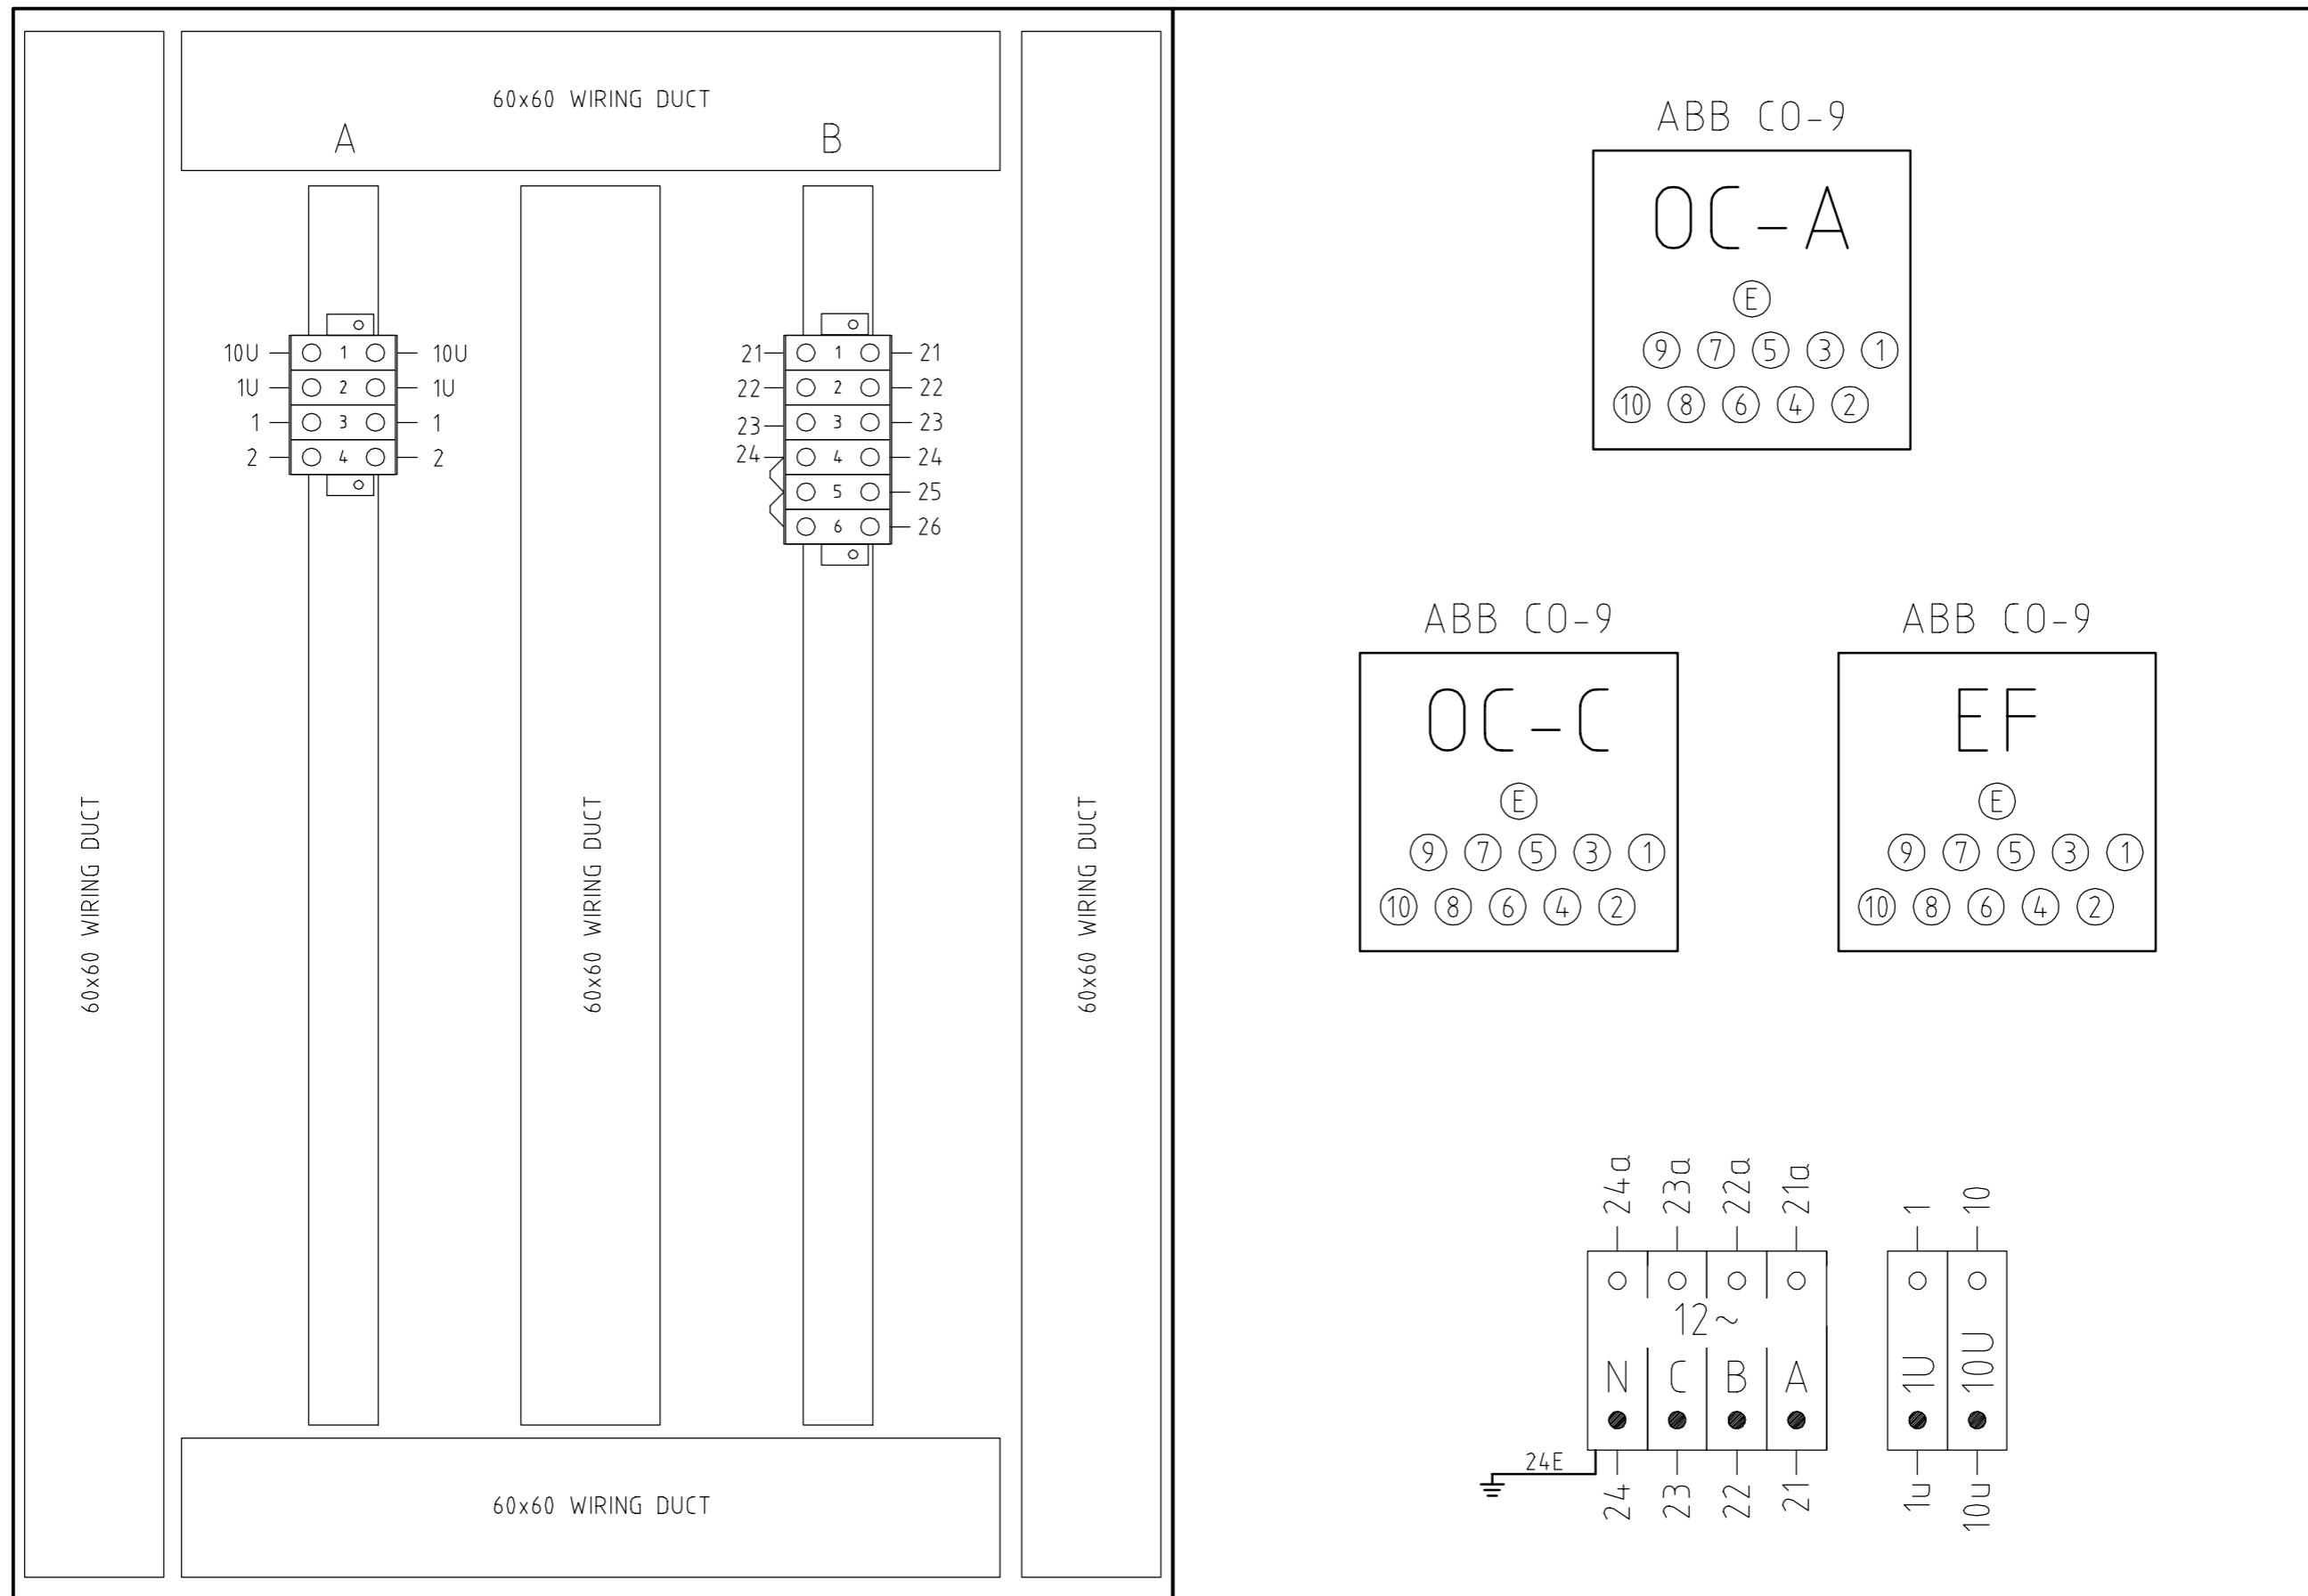 60x60 WIRING DUCT
A B
10U 1 10U
1U 2 1U
1 3 1
2 4 2
21 1 21
22 2 22
23 3 23
24 4 24
5 25
6 26
60x60 WIRING DUCT
60x60 WIRING DUCT
60x60 WIRING DUCT
60x60 WIRING DUCT
ABB CO-9
OC-A
E
9 7 5 3 1
10 8 6 4 2
ABB CO-9
OC-C
E
9 7 5 3 1
10 8 6 4 2
ABB CO-9
EF
E
9 7 5 3 1
10 8 6 4 2
24a 23a 22a 21a
12~
N C B A
24E
24 23 22 21
1 10
1U 10U
1u 10u